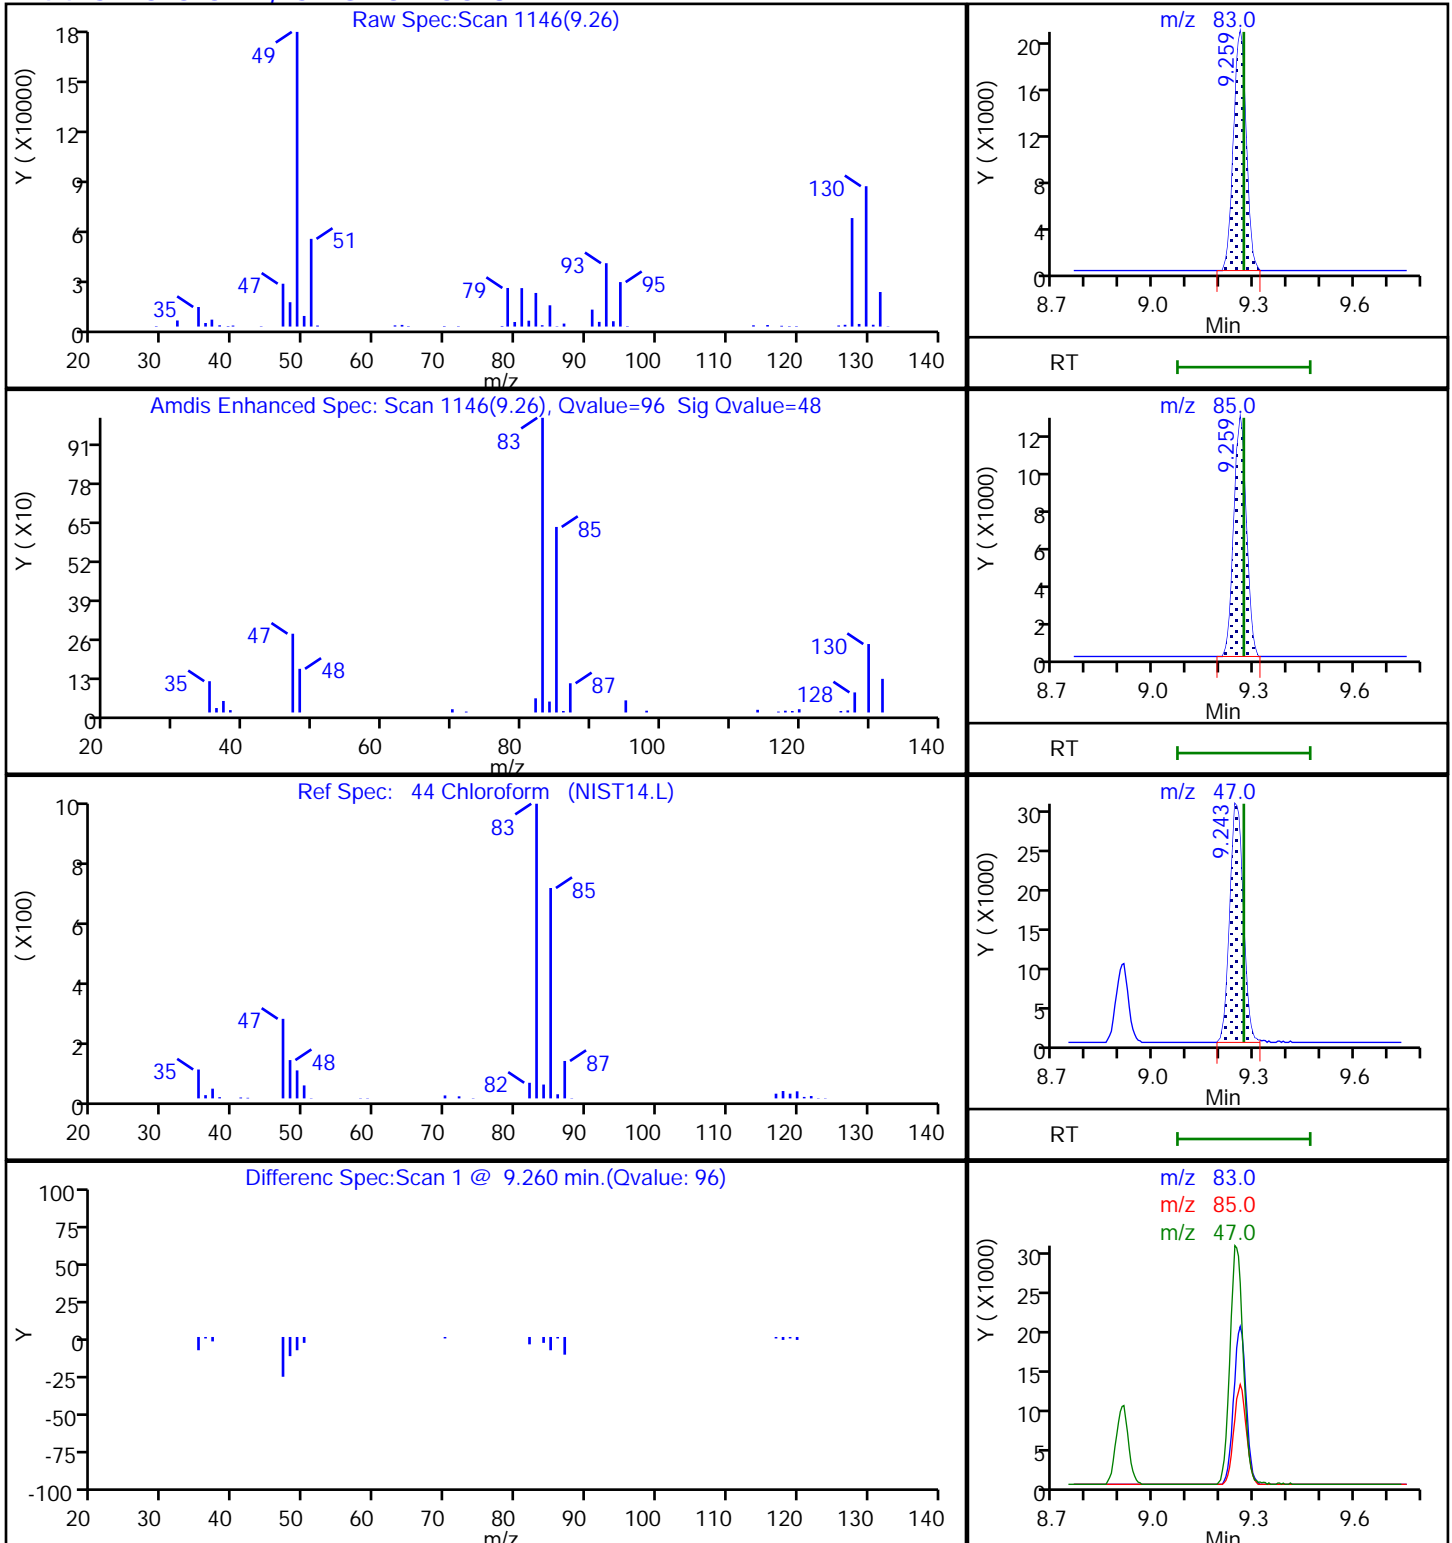 Raw Spec:Scan 1146(9.26)
Y ( X10000)
18
15
12
9
6
3
0
49
51
47
35
79
93
95
130
20 30 40 50 60 70 80 90 100 110 120 130 140
m/z
m/z 83.0
Y ( X1000)
20
16
12
8
4
0
9.259
8.7 9.0 9.3 9.6
Min
RT
Amdis Enhanced Spec: Scan 1146(9.26), Qvalue=96 Sig Qvalue=48
Y ( X10)
91
78
65
52
39
26
13
0
83
85
47
48
35
87
130
128
20 40 60 80 100 120 140
m/z
m/z 85.0
Y ( X1000)
12
10
8
6
4
2
0
9.259
8.7 9.0 9.3 9.6
Min
RT
Ref Spec: 44 Chloroform (NIST14.L)
( X100)
10
8
6
4
2
0
83
85
47
48
35
82
87
20 30 40 50 60 70 80 90 100 110 120 130 140
m/z 47.0
Y ( X1000)
30
25
20
15
10
5
0
9.243
8.7 9.0 9.3 9.6
Min
RT
Differenc Spec:Scan 1 @ 9.260 min.(Qvalue: 96)
Y
100
75
50
25
0
-25
-50
-75
-100
20 30 40 50 60 70 80 90 100 110 120 130 140
m/z
m/z 83.0
m/z 85.0
m/z 47.0
Y ( X1000)
30
25
20
15
10
5
0
8.7 9.0 9.3 9.6
Min